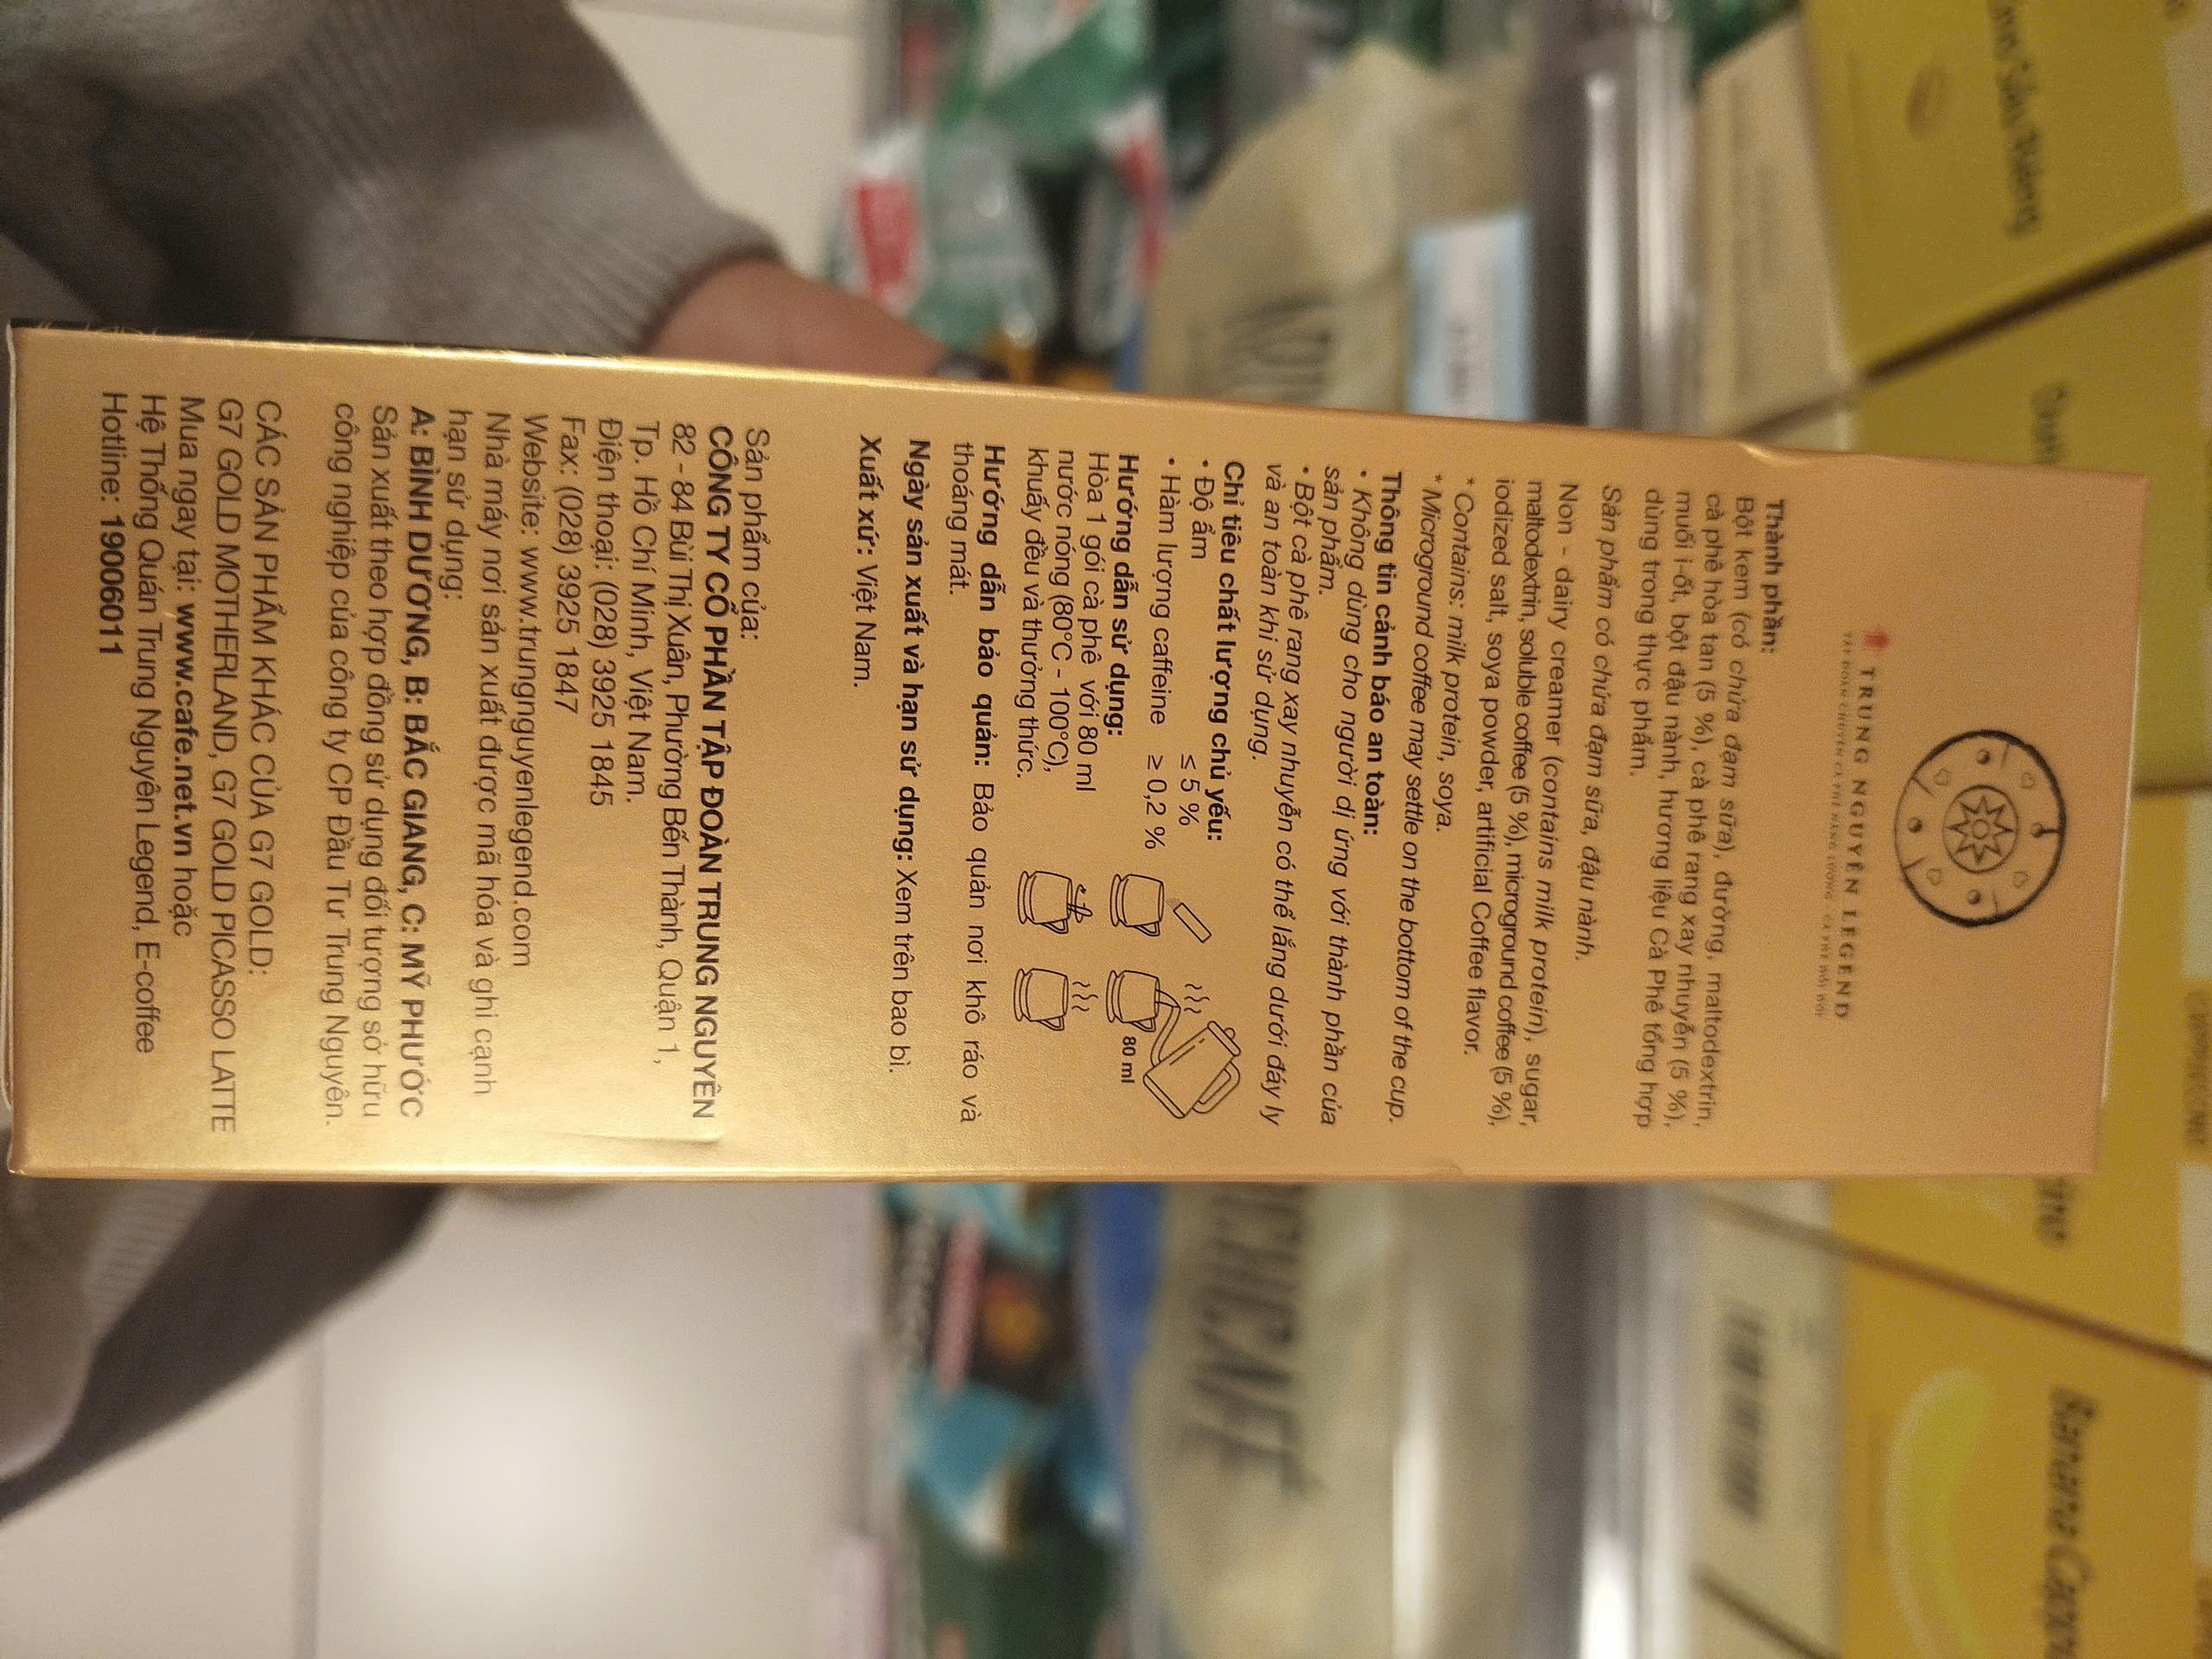 TRUNG NGUYÊN LEGEND
Thành phần:
Bột kem (có chứa đạm sữa), đường, maltodextrin,
cà phê hòa tan (5 %), cà phê rang xay nhuyễn (5 %),
muối i-ốt, bột đậu nành, hương liệu Cà Phê tổng hợp
dùng trong thực phẩm.
Sản phẩm có chứa đạm sữa, đậu nành.
Non - dairy creamer (contains milk protein), sugar,
maltodextrin, soluble coffee (5 %), microground coffee (5 %),
iodized salt, soya powder, artificial Coffee flavor.
* Contains: milk protein, soya.
* Microground coffee may settle on the bottom of the cup.
Thông tin cảnh báo an toàn:
• Không dùng cho người dị ứng với thành phần của
sản phẩm.
• Bột cà phê rang xay nhuyễn có thể lắng dưới đáy ly
và an toàn khi sử dụng.
Chỉ tiêu chất lượng chủ yếu:
• Độ ẩm ≤ 5 %
• Hàm lượng caffeine ≥ 0,2 %
Hướng dẫn sử dụng:
Hòa 1 gói cà phê với 80 ml
nước nóng (80°C - 100°C),
khuấy đều và thưởng thức.
80 ml
Hướng dẫn bảo quản: Bảo quản nơi khô ráo và
thoáng mát.
Ngày sản xuất và hạn sử dụng: Xem trên bao bì.
Xuất xứ: Việt Nam.
Sản phẩm của:
CÔNG TY CỔ PHẦN TẬP ĐOÀN TRUNG NGUYÊN
82 - 84 Bùi Thị Xuân, Phường Bến Thành, Quận 1,
Tp. Hồ Chí Minh, Việt Nam.
Điện thoại: (028) 3925 1845
Fax: (028) 3925 1847
Website: www.trungnguyenlegend.com
Nhà máy nơi sản xuất được mã hóa và ghi cạnh
hạn sử dụng:
A: BÌNH DƯƠNG, B: BẮC GIANG, C: MỸ PHƯỚC
Sản xuất theo hợp đồng sử dụng đối tượng sở hữu
công nghiệp của công ty CP Đầu Tư Trung Nguyên.
CÁC SẢN PHẨM KHÁC CỦA G7 GOLD:
G7 GOLD MOTHERLAND, G7 GOLD PICASSO LATTE
Mua ngay tại: www.cafe.net.vn hoặc
Hệ Thống Quán Trung Nguyên Legend, E-coffee
Hotline: 19006011